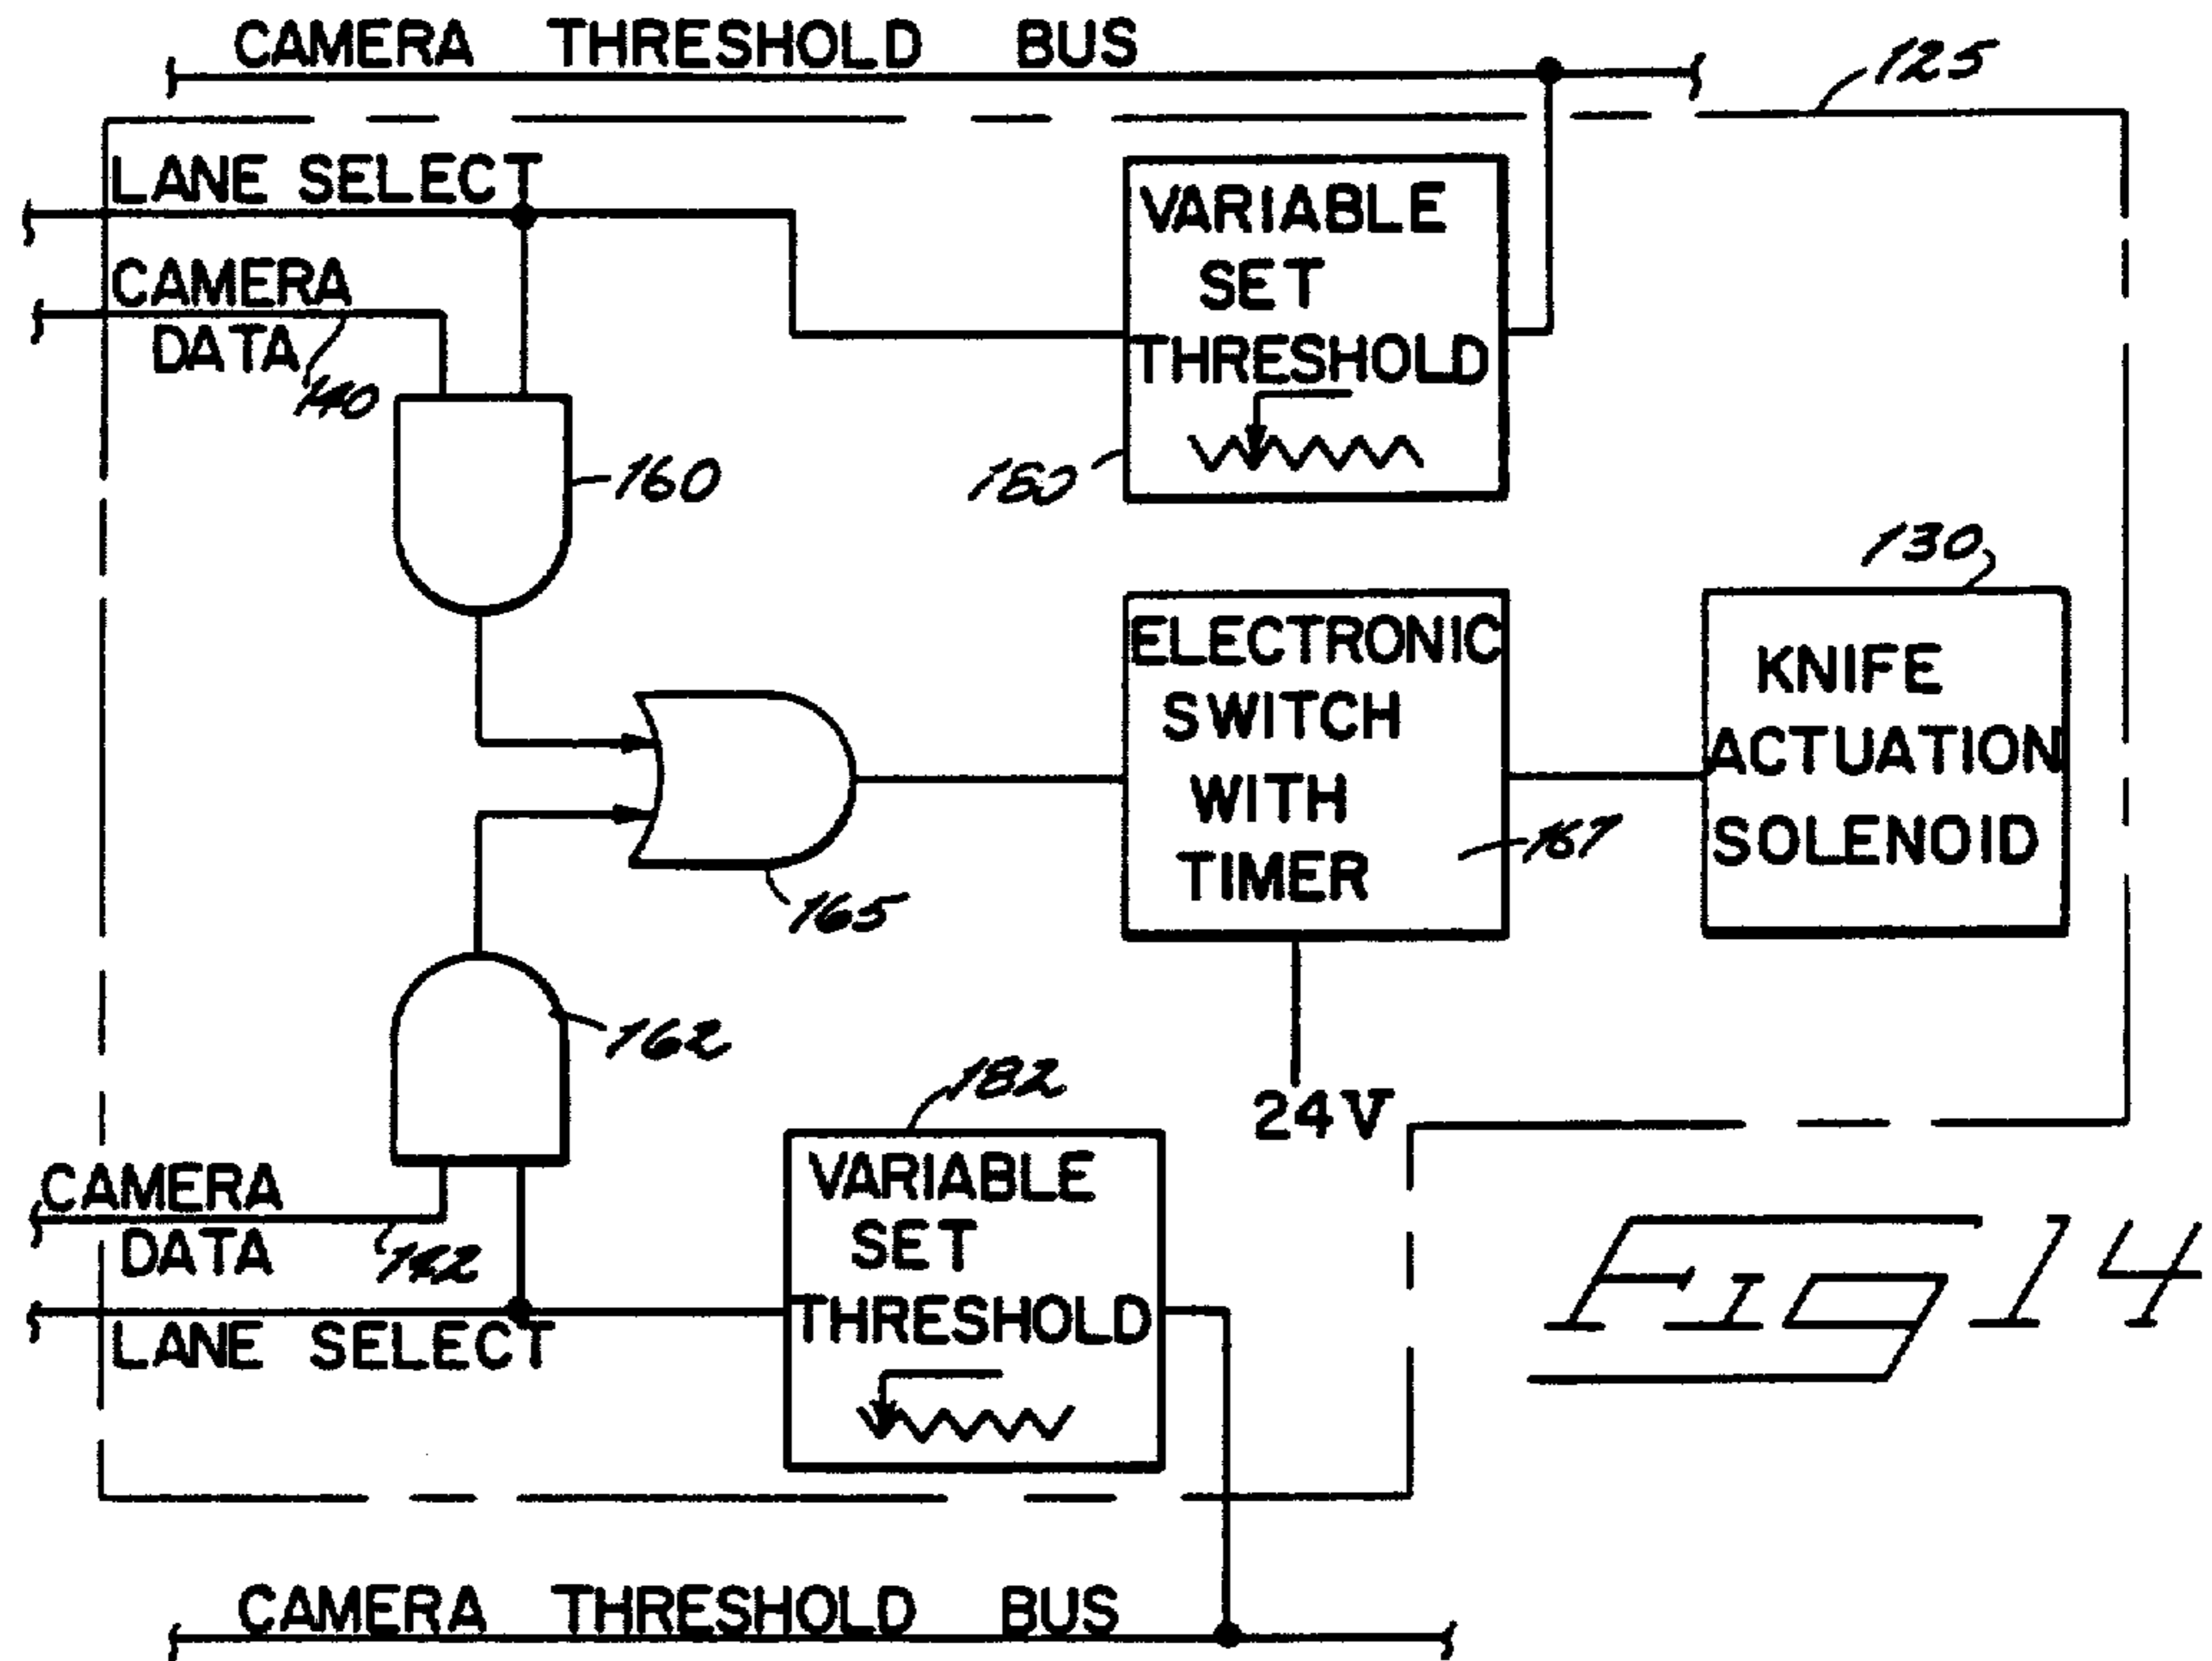 CAMERA THRESHOLD BUS
125
LANE SELECT
CAMERA
DATA
140
VARIABLE
SET
THRESHOLD
160
130
ELECTRONIC
SWITCH
WITH
TIMER
167
KNIFE
ACTUATION
SOLENOID
165
162
182
24V
CAMERA
DATA
142
VARIABLE
SET
THRESHOLD
LANE SELECT
FIG 14
CAMERA THRESHOLD BUS